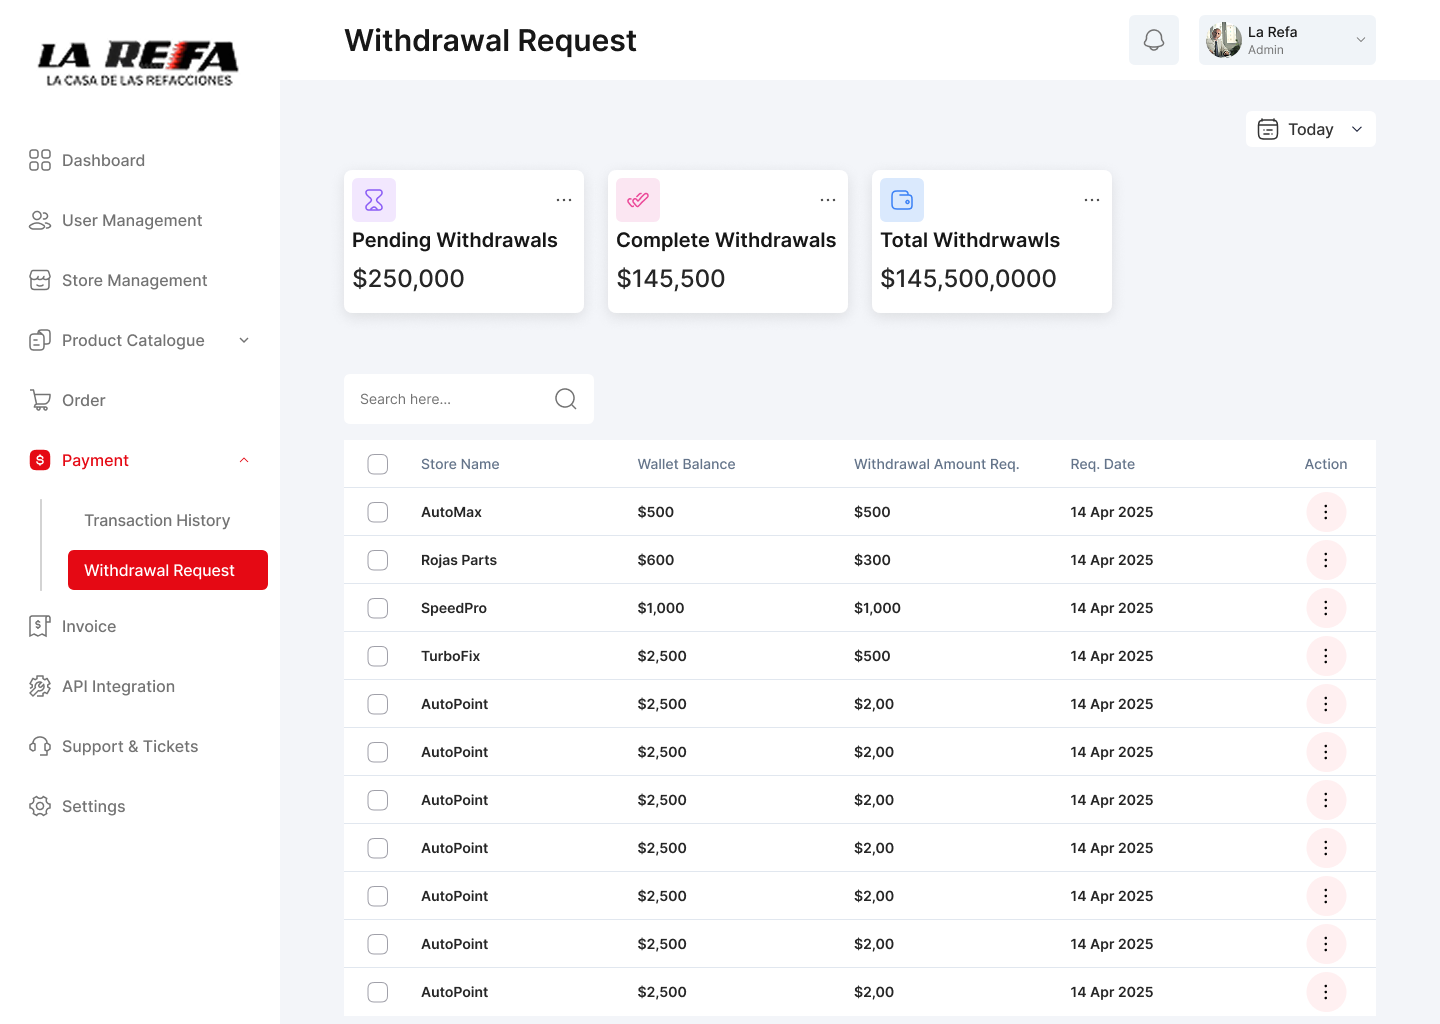 LA REFA
LA CASA DE LAS REFACCIONES
Withdrawal Request
La Refa
Admin
Dashboard
User Management
Store Management
Product Catalogue
Order
Payment
Transaction History
Withdrawal Request
Invoice
API Integration
Support & Tickets
Settings
Today
Pending Withdrawals
$250,000
Complete Withdrawals
$145,500
Total Withdrwawls
$145,500,0000
Search here...
Store Name Wallet Balance Withdrawal Amount Req. Req. Date Action
AutoMax $500 $500 14 Apr 2025
Rojas Parts $600 $300 14 Apr 2025
SpeedPro $1,000 $1,000 14 Apr 2025
TurboFix $2,500 $500 14 Apr 2025
AutoPoint $2,500 $2,00 14 Apr 2025
AutoPoint $2,500 $2,00 14 Apr 2025
AutoPoint $2,500 $2,00 14 Apr 2025
AutoPoint $2,500 $2,00 14 Apr 2025
AutoPoint $2,500 $2,00 14 Apr 2025
AutoPoint $2,500 $2,00 14 Apr 2025
AutoPoint $2,500 $2,00 14 Apr 2025